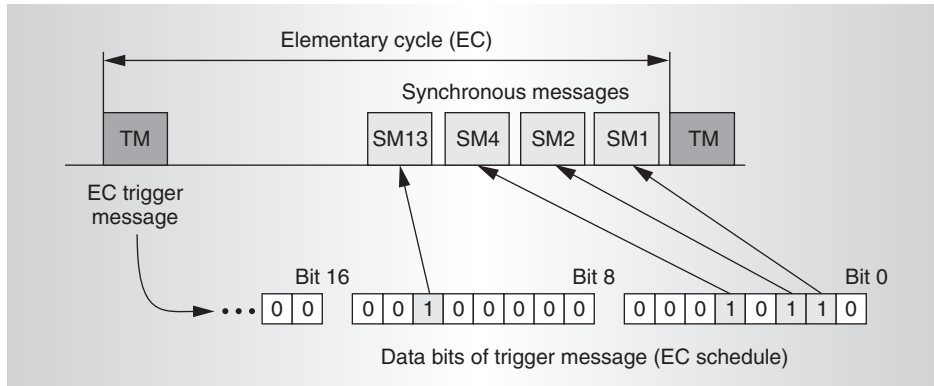 Elementary cycle (EC)
Synchronous messages
TM SM13 SM4 SM2 SM1 TM
EC trigger
message
Bit 16 Bit 8 Bit 0
••• 0 0 0 0 1 0 0 0 0 0 0 0 0 1 0 1 1 0
Data bits of trigger message (EC schedule)